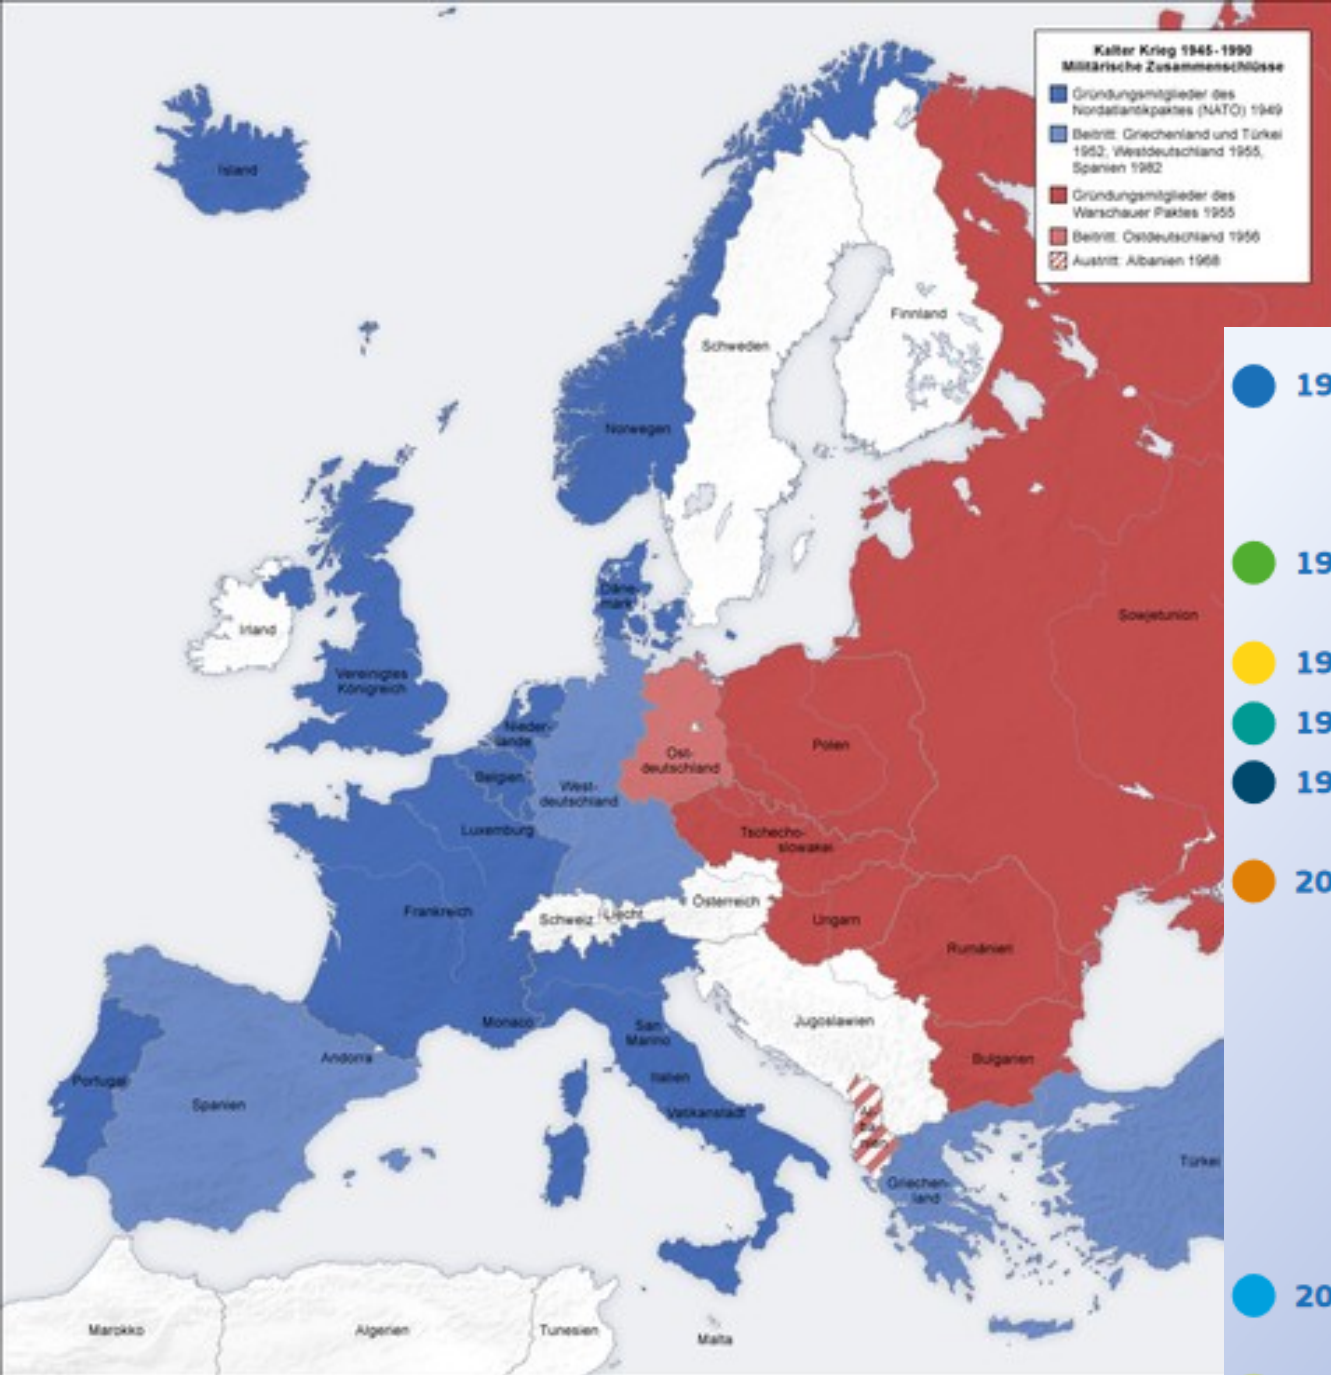 Kalter Krieg 1945-1990
Militärische Zusammenschlüsse
Gründungsmitglieder des
Nordatlantikpaktes (NATO) 1949
Beitritt: Griechenland und Türkei
1952, Westdeutschland 1955,
Spanien 1982
Gründungsmitglieder des
Warschauer Paktes 1955
Beitritt: Ostdeutschland 1956
Austritt: Albanien 1968
Island
Finnland
Schweden
19
Norwegen
19
Däne-
mark
Sowjetunion
Irland
19
Vereinigtes
Königreich
19
Nieder-
lande
Polen
Ost-
deutschland
Belgien
19
West-
deutschland
Luxemburg
Tschecho-
slowakei
20
Österreich
Frankreich
Schweiz
Liecht
Ungarn
Rumänien
Monaco
San
Marino
Jugoslawien
Andorra
Bulgarien
Italien
Portugal
Spanien
Vatikanstadt
Al-
ba-
nien
Türkei
Griechen-
land
20
Marokko
Algerien
Tunesien
Malta